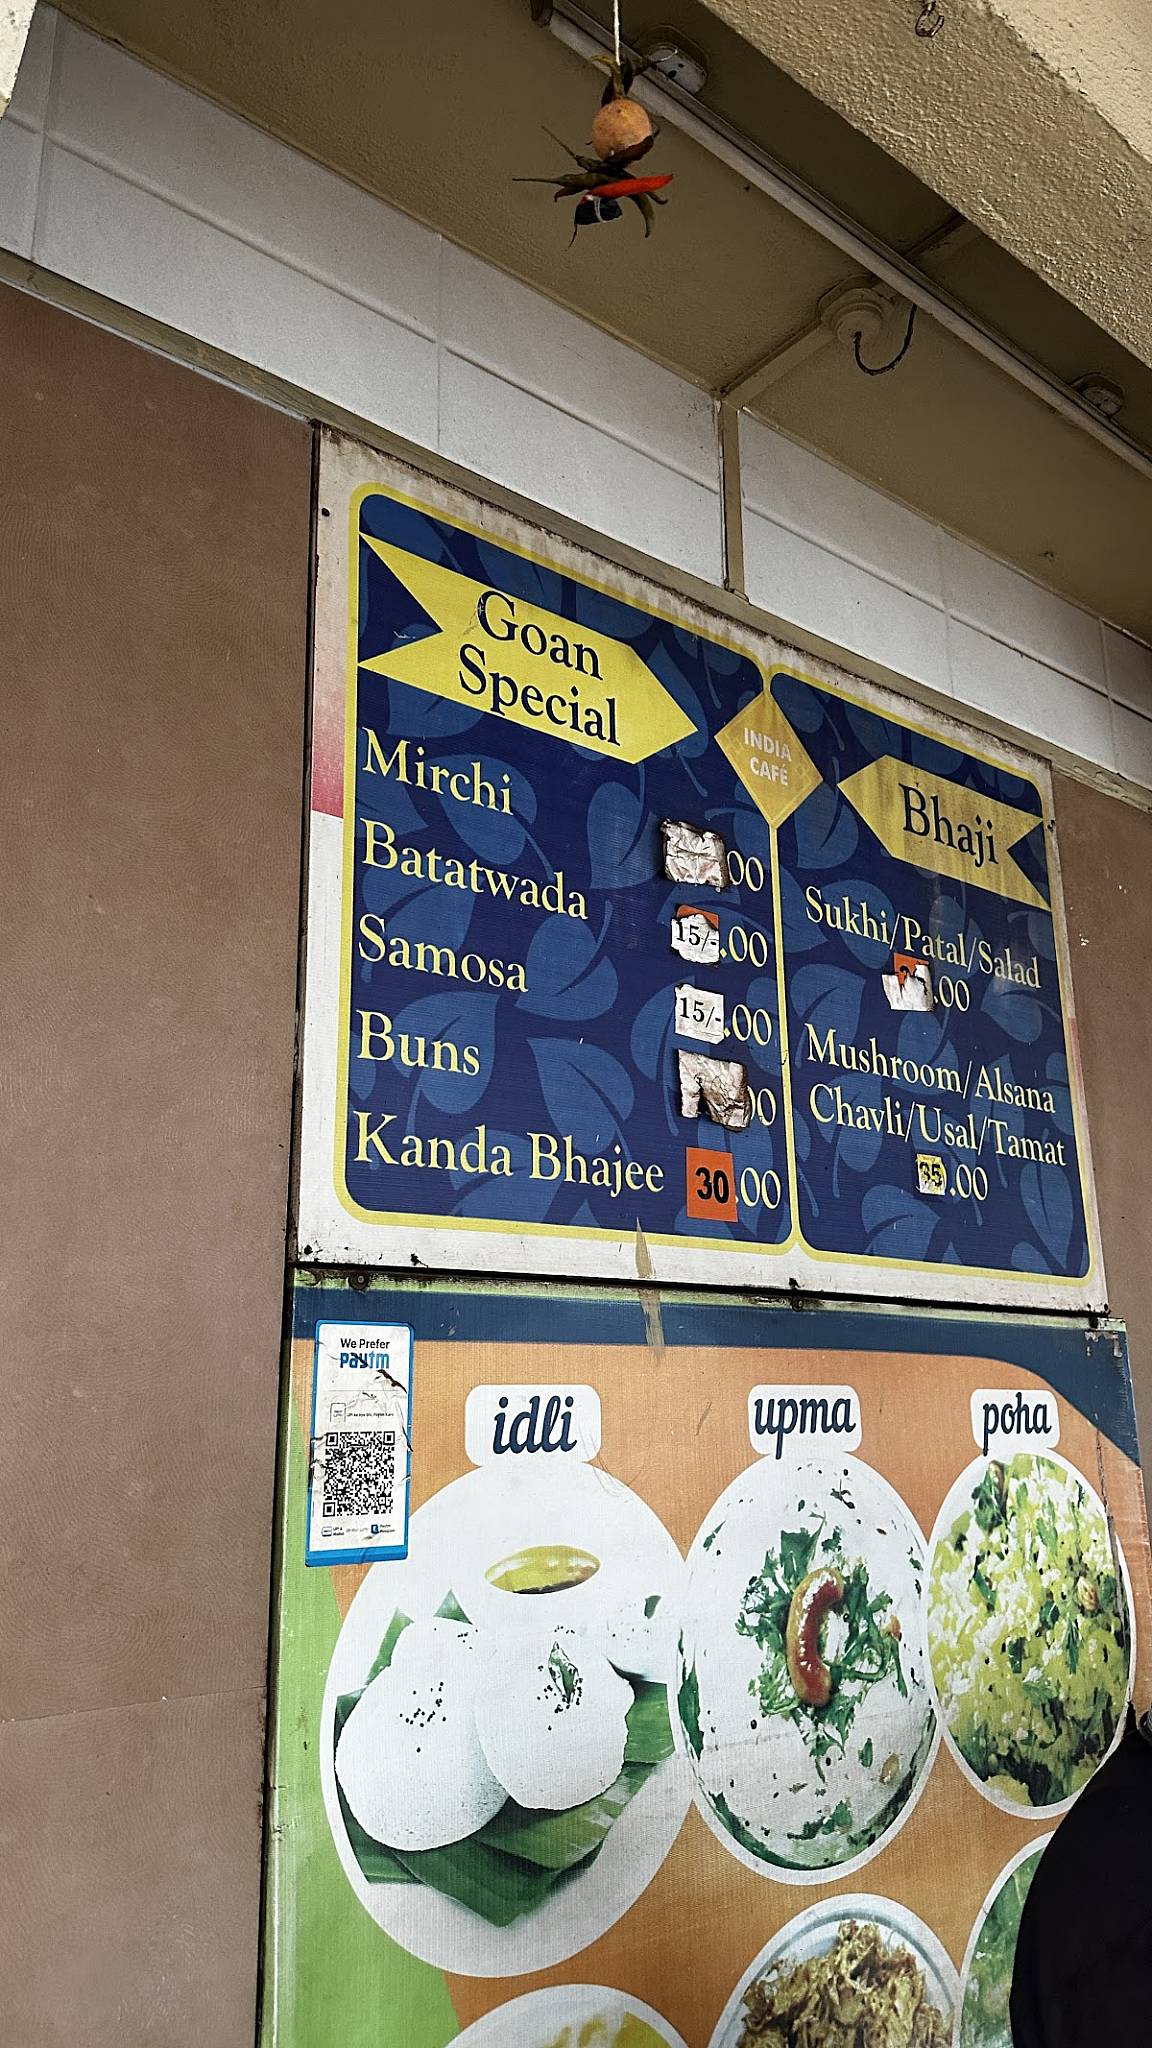 Goan
Special
Mirchi .00
Batatwada 15/-.00
Samosa 15/-.00
Buns 00
Kanda Bhajee 30.00
INDIA
CAFÉ
Bhaji
Sukhi/Patal/Salad
.00
Mushroom/Alsana
Chavli/Usal/Tamat
35.00
We Prefer
paytm
idli
upma
poha